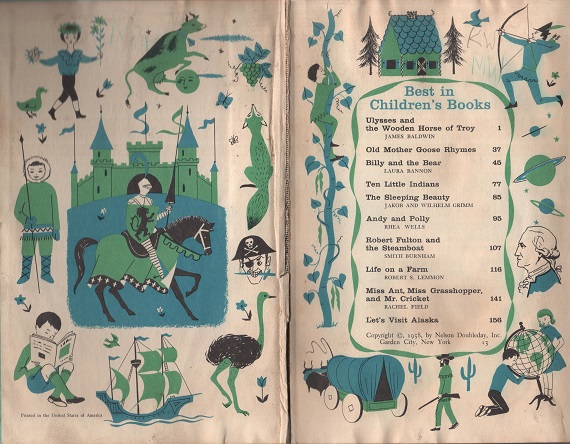 Best in
Children's Books
Ulysses and
the Wooden Horse of Troy 1
JAMES BALDWIN
Old Mother Goose Rhymes 37
Billy and the Bear 45
LAURA BANNON
Ten Little Indians 77
The Sleeping Beauty 85
JAKOB AND WILHELM GRIMM
Andy and Polly 95
RHEA WELLS
Robert Fulton and
the Steamboat 107
SMITH BURNHAM
Life on a Farm 116
ROBERT S. LEMMON
Miss Ant, Miss Grasshopper,
and Mr. Cricket 141
RACHEL FIELD
Let's Visit Alaska 156
Copyright ©, 1958, by Nelson Doubleday, Inc.
Garden City, New York 13
Printed in the United States of America